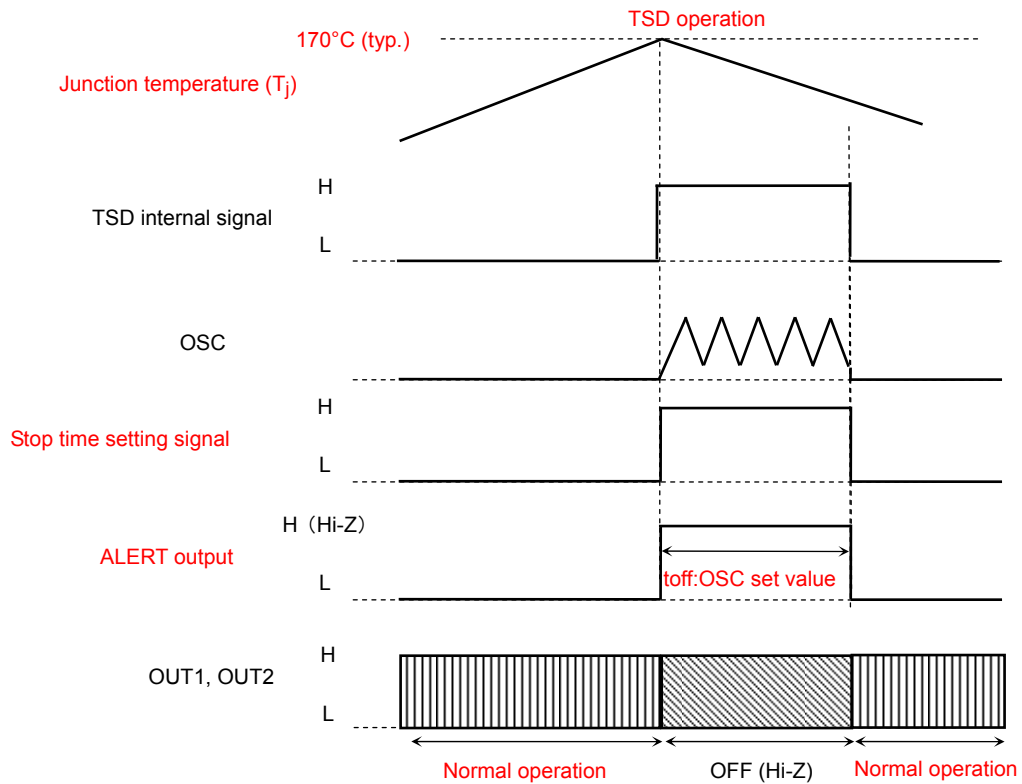 TSD operation
170°C (typ.)
Junction temperature (Tj)
H
TSD internal signal
L
OSC
H
Stop time setting signal
L
H（Hi-Z）
ALERT output
toff:OSC set value
L
H
OUT1, OUT2
L
Normal operation
OFF (Hi-Z)
Normal operation